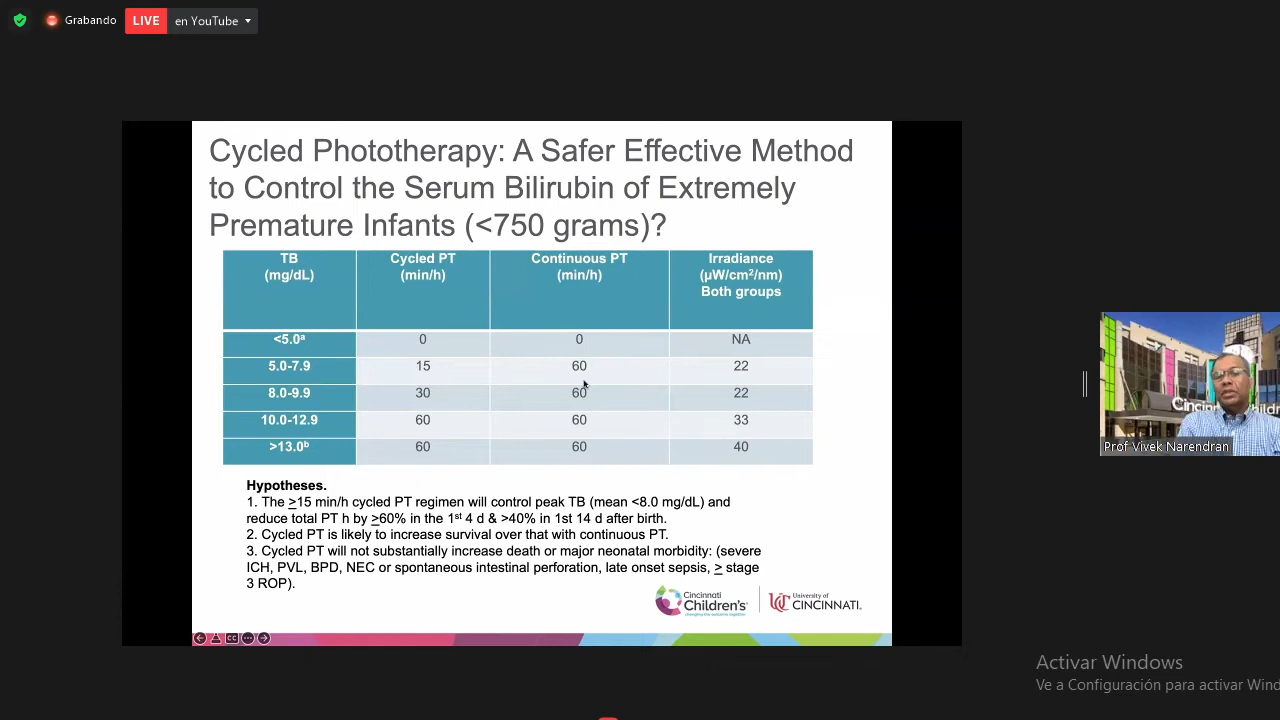 Grabando
LIVE
en YouTube
Cycled Phototherapy: A Safer Effective Method
to Control the Serum Bilirubin of Extremely
Premature Infants (<750 grams)?
TB (mg/dL) Cycled PT (min/h) Continuous PT (min/h) Irradiance (µW/cm²/nm) Both groups
<5.0ª 0 0 NA
5.0-7.9 15 60 22
8.0-9.9 30 60 22
10.0-12.9 60 60 33
>13.0ᵇ 60 60 40
Hypotheses.
1. The ≥15 min/h cycled PT regimen will control peak TB (mean <8.0 mg/dL) and
reduce total PT h by ≥60% in the 1ˢᵗ 4 d & >40% in 1st 14 d after birth.
2. Cycled PT is likely to increase survival over that with continuous PT.
3. Cycled PT will not substantially increase death or major neonatal morbidity: (severe
ICH, PVL, BPD, NEC or spontaneous intestinal perforation, late onset sepsis, ≥ stage
3 ROP).
Cincinnati
Children's
changing the outcome together
UC
University of
CINCINNATI
CC
Prof Vivek Narendran
Activar Windows
Ve a Configuración para activar Wind